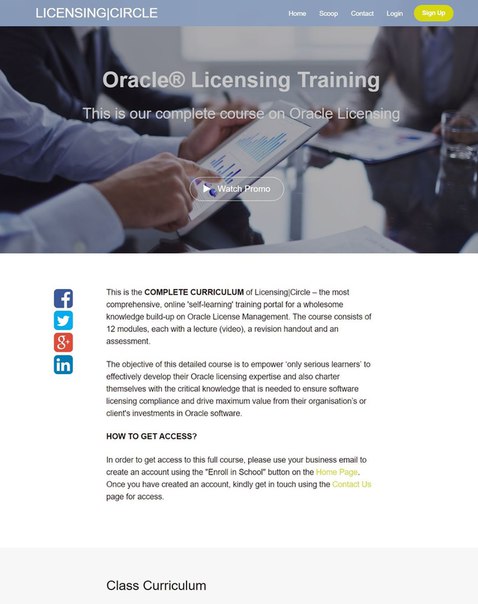 LICENSING|CIRCLE
Home Scoop Contact Login Sign Up
Oracle® Licensing Training
This is our complete course on Oracle Licensing
Watch Promo
This is the COMPLETE CURRICULUM of Licensing|Circle – the most
comprehensive, online 'self-learning' training portal for a wholesome
knowledge build-up on Oracle License Management. The course consists of
12 modules, each with a lecture (video), a revision handout and an
assessment.
The objective of this detailed course is to empower ‘only serious learners’ to
effectively develop their Oracle licensing expertise and also charter
themselves with the critical knowledge that is needed to ensure software
licensing compliance and drive maximum value from their organisation’s or
client's investments in Oracle software.
HOW TO GET ACCESS?
In order to get access to this full course, please use your business email to
create an account using the "Enroll in School" button on the Home Page.
Once you have created an account, kindly get in touch using the Contact Us
page for access.
Class Curriculum